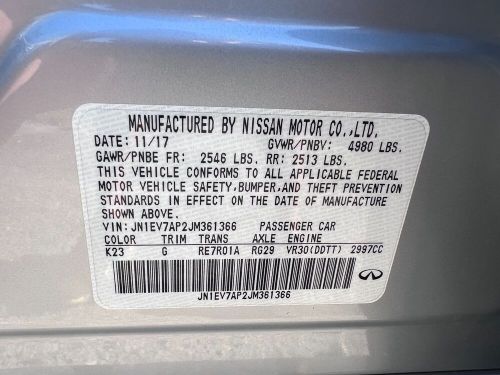 MANUFACTURED BY NISSAN MOTOR CO.,LTD.
DATE: 11/17 GVWR/PNBV: 4980 LBS.
GAWR/PNBE FR: 2546 LBS. RR: 2513 LBS.
THIS VEHICLE CONFORMS TO ALL APPLICABLE FEDERAL
MOTOR VEHICLE SAFETY,BUMPER,AND THEFT PREVENTION
STANDARDS IN EFFECT ON THE DATE OF MANUFACTURE
SHOWN ABOVE.
VIN: JN1EV7AP2JM361366 PASSENGER CAR
COLOR TRIM TRANS AXLE ENGINE
K23 G RE7R01A RG29 VR30(DDTT) 2997CC
JN1EV7AP2JM361366